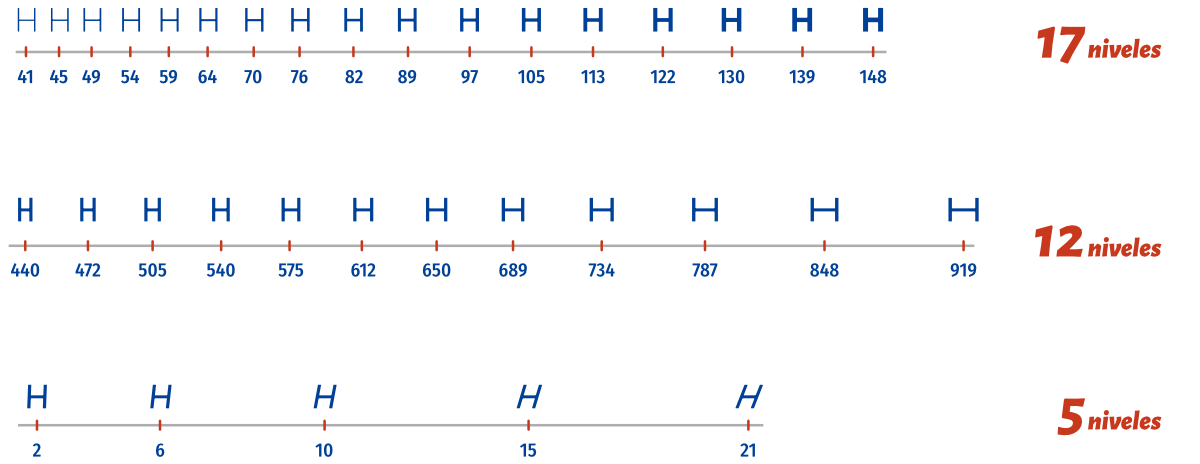 H H H H H H H H H H H H H H H H H
41 45 49 54 59 64 70 76 82 89 97 105 113 122 130 139 148
17 niveles
H H H H H H H H H H H H
440 472 505 540 575 612 650 689 734 787 848 919
12 niveles
H H H H H
2 6 10 15 21
5 niveles